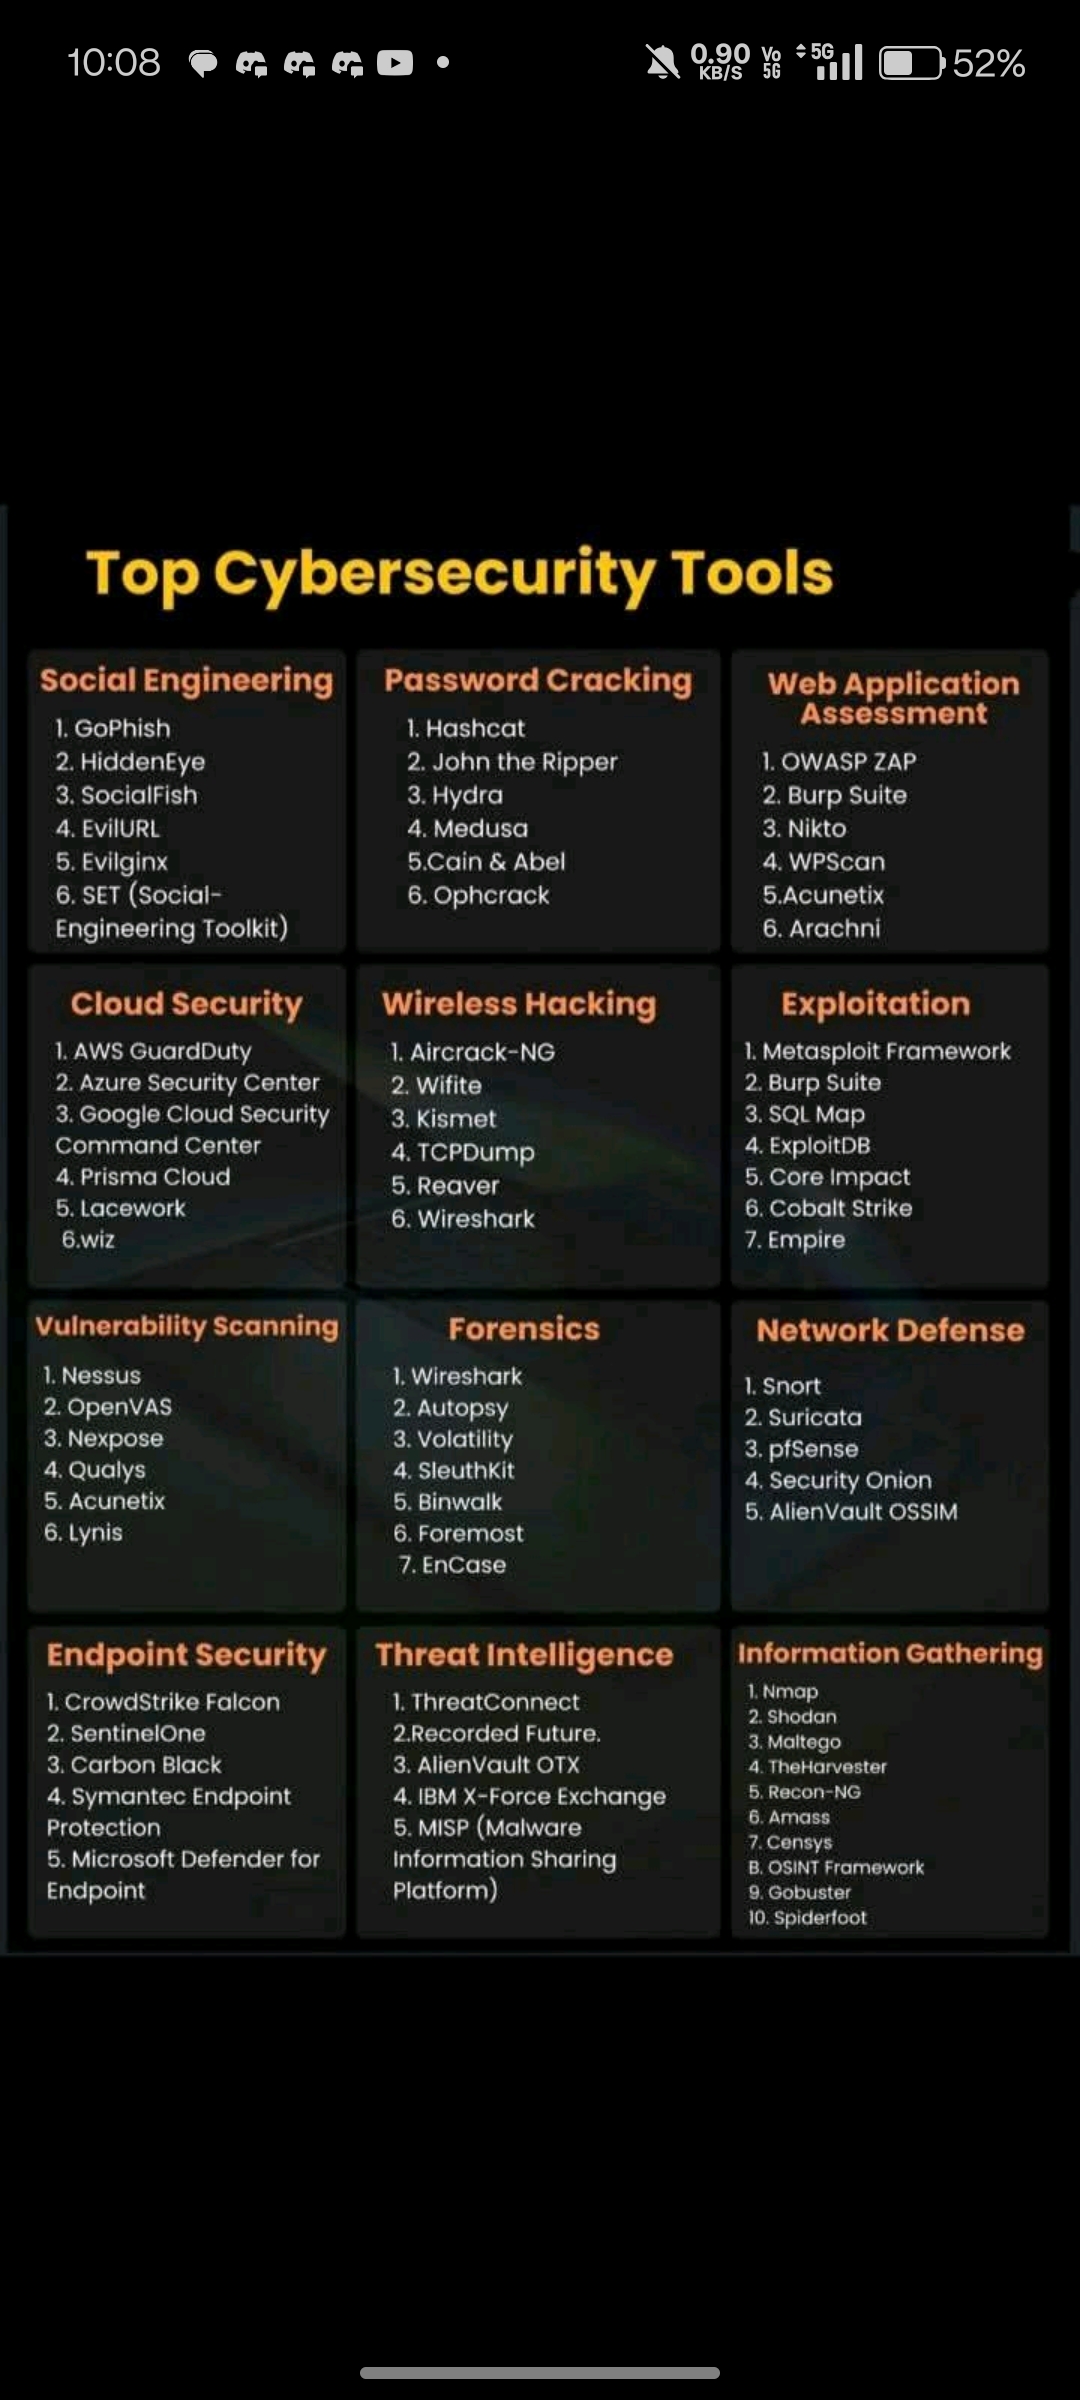 10:08
0.90
KB/S
Vo
5G
5G
52%
Top Cybersecurity Tools
Social Engineering
1. GoPhish
2. HiddenEye
3. SocialFish
4. EvilURL
5. Evilginx
6. SET (Social-
Engineering Toolkit)
Password Cracking
1. Hashcat
2. John the Ripper
3. Hydra
4. Medusa
5.Cain & Abel
6. Ophcrack
Web Application
Assessment
1. OWASP ZAP
2. Burp Suite
3. Nikto
4. WPScan
5.Acunetix
6. Arachni
Cloud Security
1. AWS GuardDuty
2. Azure Security Center
3. Google Cloud Security
Command Center
4. Prisma Cloud
5. Lacework
6.wiz
Wireless Hacking
1. Aircrack-NG
2. Wifite
3. Kismet
4. TCPDump
5. Reaver
6. Wireshark
Exploitation
1. Metasploit Framework
2. Burp Suite
3. SQL Map
4. ExploitDB
5. Core Impact
6. Cobalt Strike
7. Empire
Vulnerability Scanning
1. Nessus
2. OpenVAS
3. Nexpose
4. Qualys
5. Acunetix
6. Lynis
Forensics
1. Wireshark
2. Autopsy
3. Volatility
4. SleuthKit
5. Binwalk
6. Foremost
7. EnCase
Network Defense
1. Snort
2. Suricata
3. pfSense
4. Security Onion
5. AlienVault OSSIM
Endpoint Security
1. CrowdStrike Falcon
2. SentinelOne
3. Carbon Black
4. Symantec Endpoint
Protection
5. Microsoft Defender for
Endpoint
Threat Intelligence
1. ThreatConnect
2.Recorded Future.
3. AlienVault OTX
4. IBM X-Force Exchange
5. MISP (Malware
Information Sharing
Platform)
Information Gathering
1. Nmap
2. Shodan
3. Maltego
4. TheHarvester
5. Recon-NG
6. Amass
7. Censys
B. OSINT Framework
9. Gobuster
10. Spiderfoot